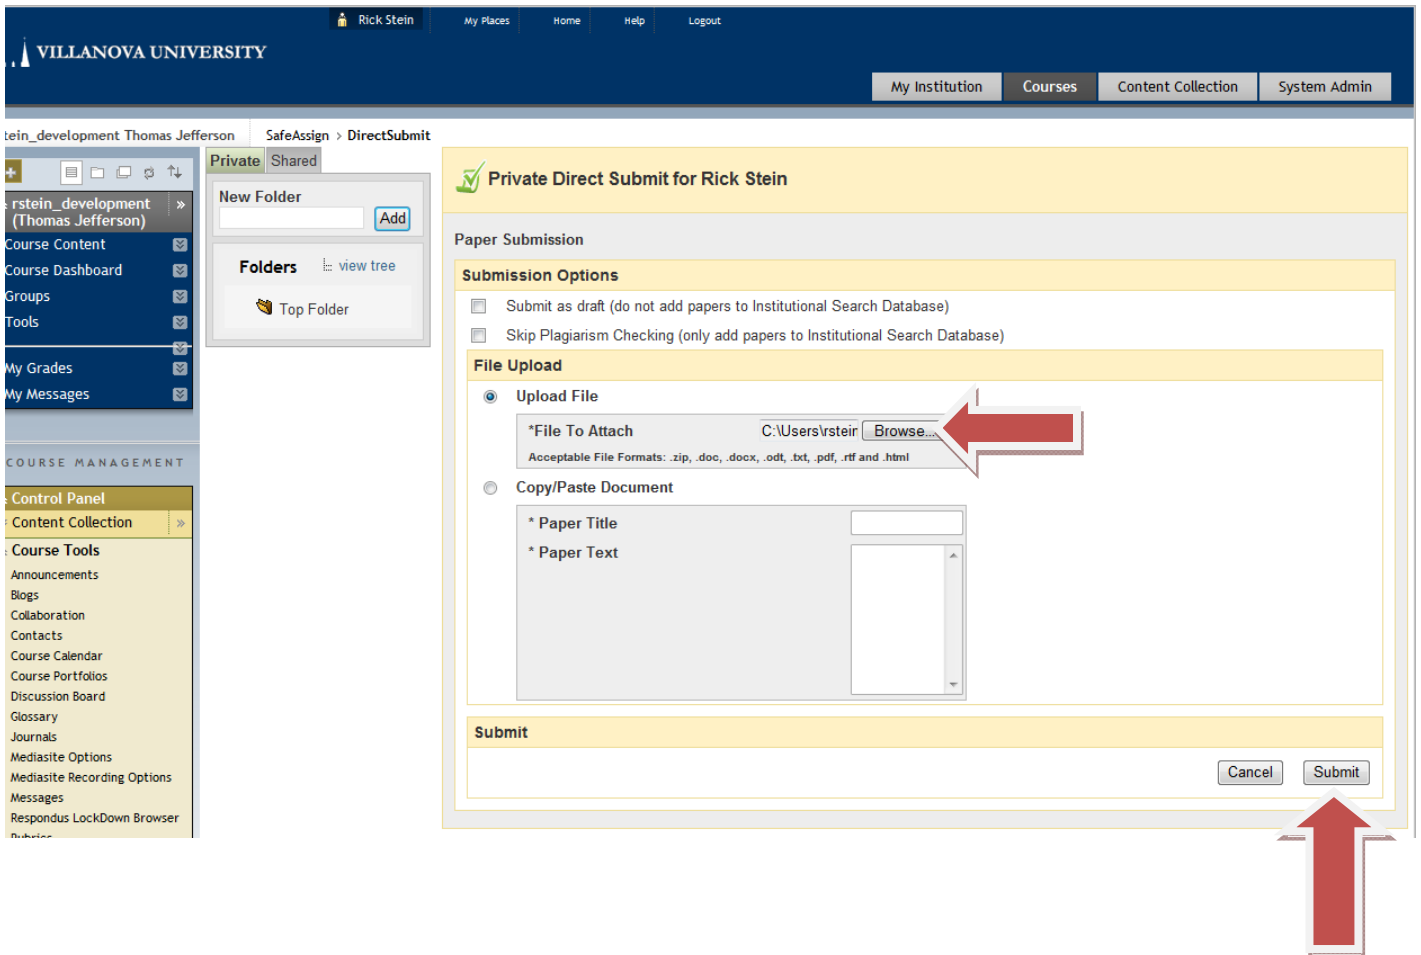 Rick Stein My Places Home Help Logout
VILLANOVA UNIVERSITY
My Institution Courses Content Collection System Admin
tein_development Thomas Jefferson SafeAssign > DirectSubmit
Private Shared
New Folder
Add
Folders view tree
Top Folder
rstein_development »
(Thomas Jefferson)
Course Content
Course Dashboard
Groups
Tools
My Grades
My Messages
COURSE MANAGEMENT
Control Panel
Content Collection »
Course Tools
Announcements
Blogs
Collaboration
Contacts
Course Calendar
Course Portfolios
Discussion Board
Glossary
Journals
Mediasite Options
Mediasite Recording Options
Messages
Respondus LockDown Browser
Rubrics
Private Direct Submit for Rick Stein
Paper Submission
Submission Options
Submit as draft (do not add papers to Institutional Search Database)
Skip Plagiarism Checking (only add papers to Institutional Search Database)
File Upload
Upload File
*File To Attach C:\Users\rstein Browse...
Acceptable File Formats: .zip, .doc, .docx, .odt, .txt, .pdf, .rtf and .html
Copy/Paste Document
* Paper Title
* Paper Text
Submit
Cancel Submit